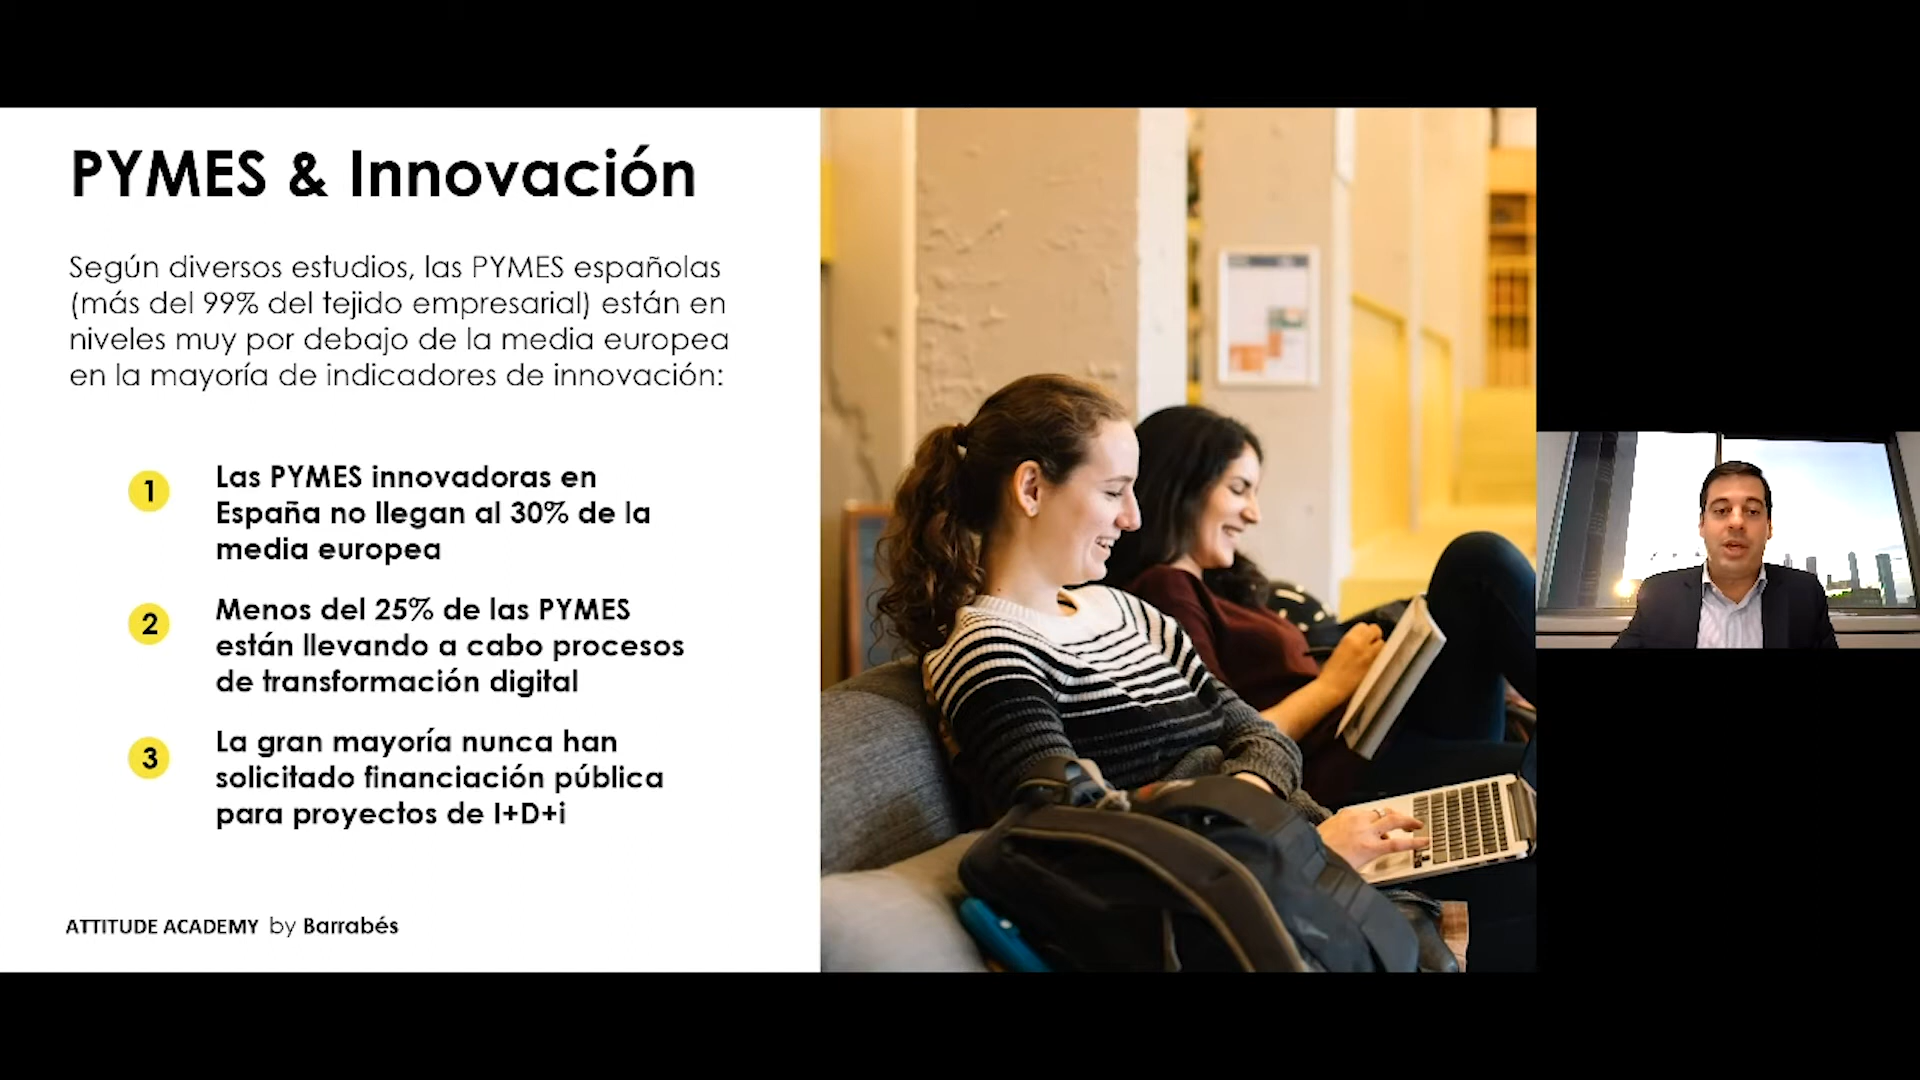 PYMES & Innovación
Según diversos estudios, las PYMES españolas
(más del 99% del tejido empresarial) están en
niveles muy por debajo de la media europea
en la mayoría de indicadores de innovación:
1
Las PYMES innovadoras en
España no llegan al 30% de la
media europea
2
Menos del 25% de las PYMES
están llevando a cabo procesos
de transformación digital
3
La gran mayoría nunca han
solicitado financiación pública
para proyectos de I+D+i
ATTITUDE ACADEMY by Barrabés